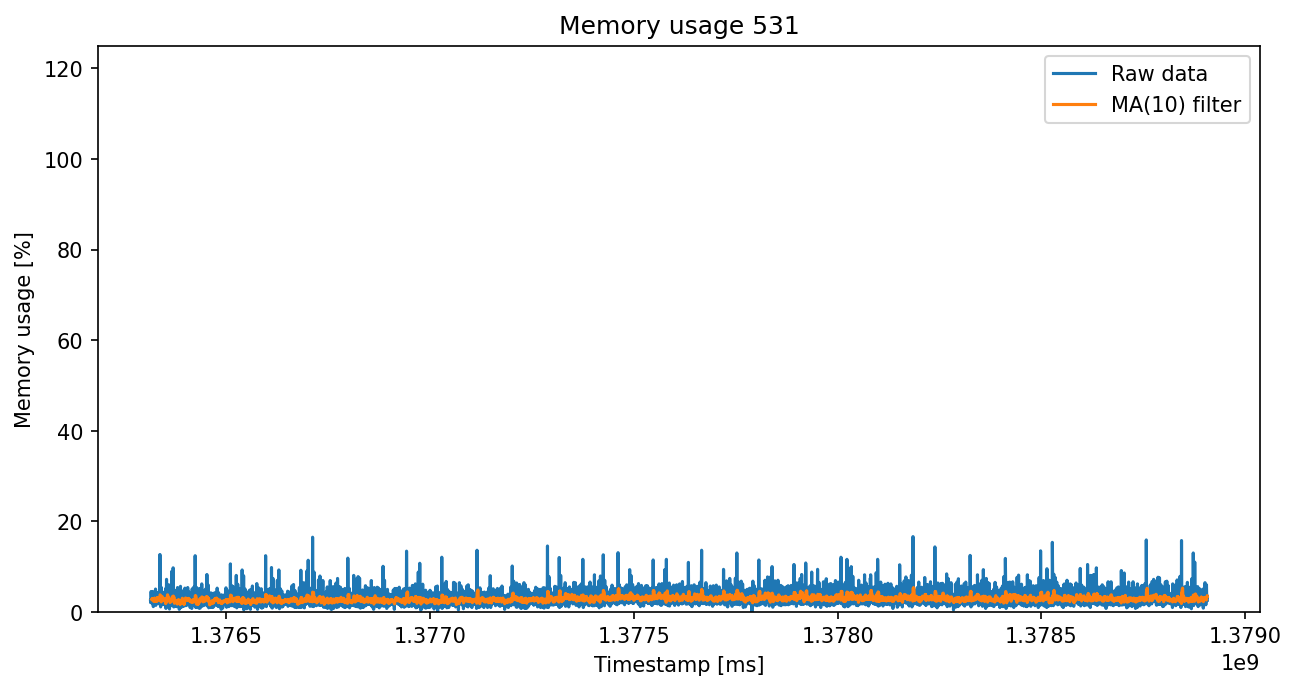 Memory usage 531
Raw data
MA(10) filter
120
100
80
60
40
20
0
Memory usage [%]
1.3765
1.3770
1.3775
1.3780
1.3785
1.3790
1e9
Timestamp [ms]